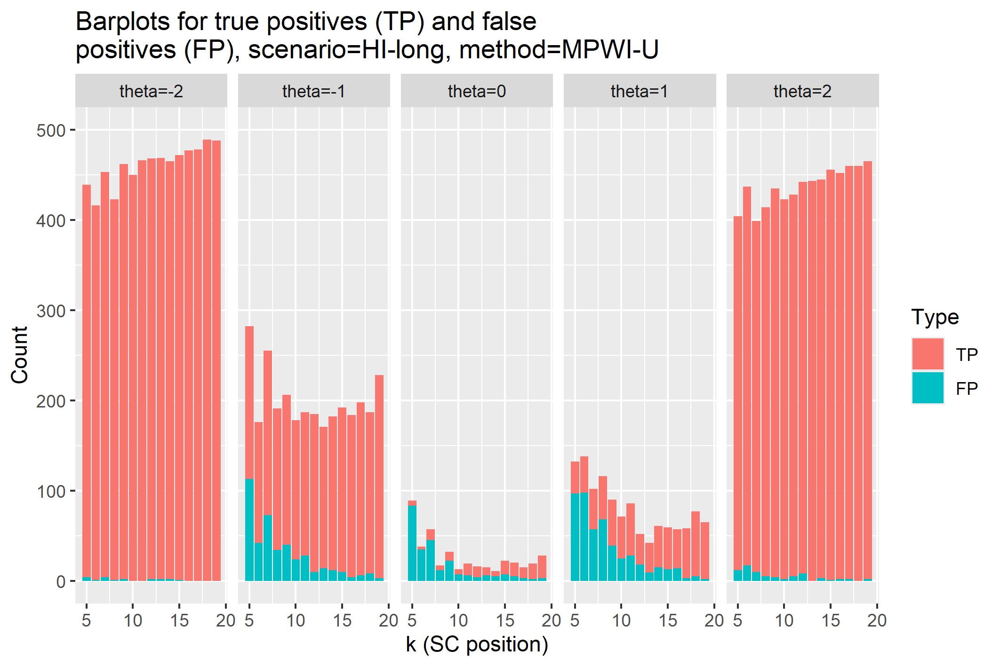 Barplots for true positives (TP) and false
positives (FP), scenario=HI-long, method=MPWI-U
theta=-2 theta=-1 theta=0 theta=1 theta=2
500
400
300
200
100
0
Count
5 10 15 20 5 10 15 20 5 10 15 20 5 10 15 20 5 10 15 20
k (SC position)
Type
TP
FP